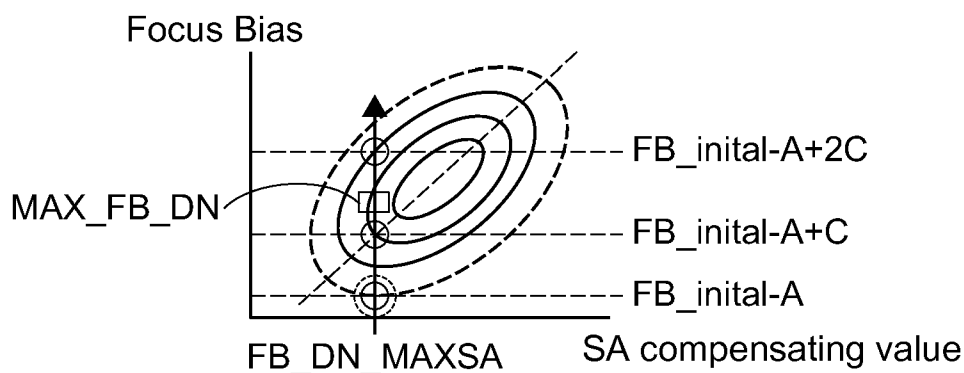 Focus Bias
FB_inital-A+2C
MAX_FB_DN
FB_inital-A+C
FB_inital-A
FB_DN_MAXSA
SA compensating value